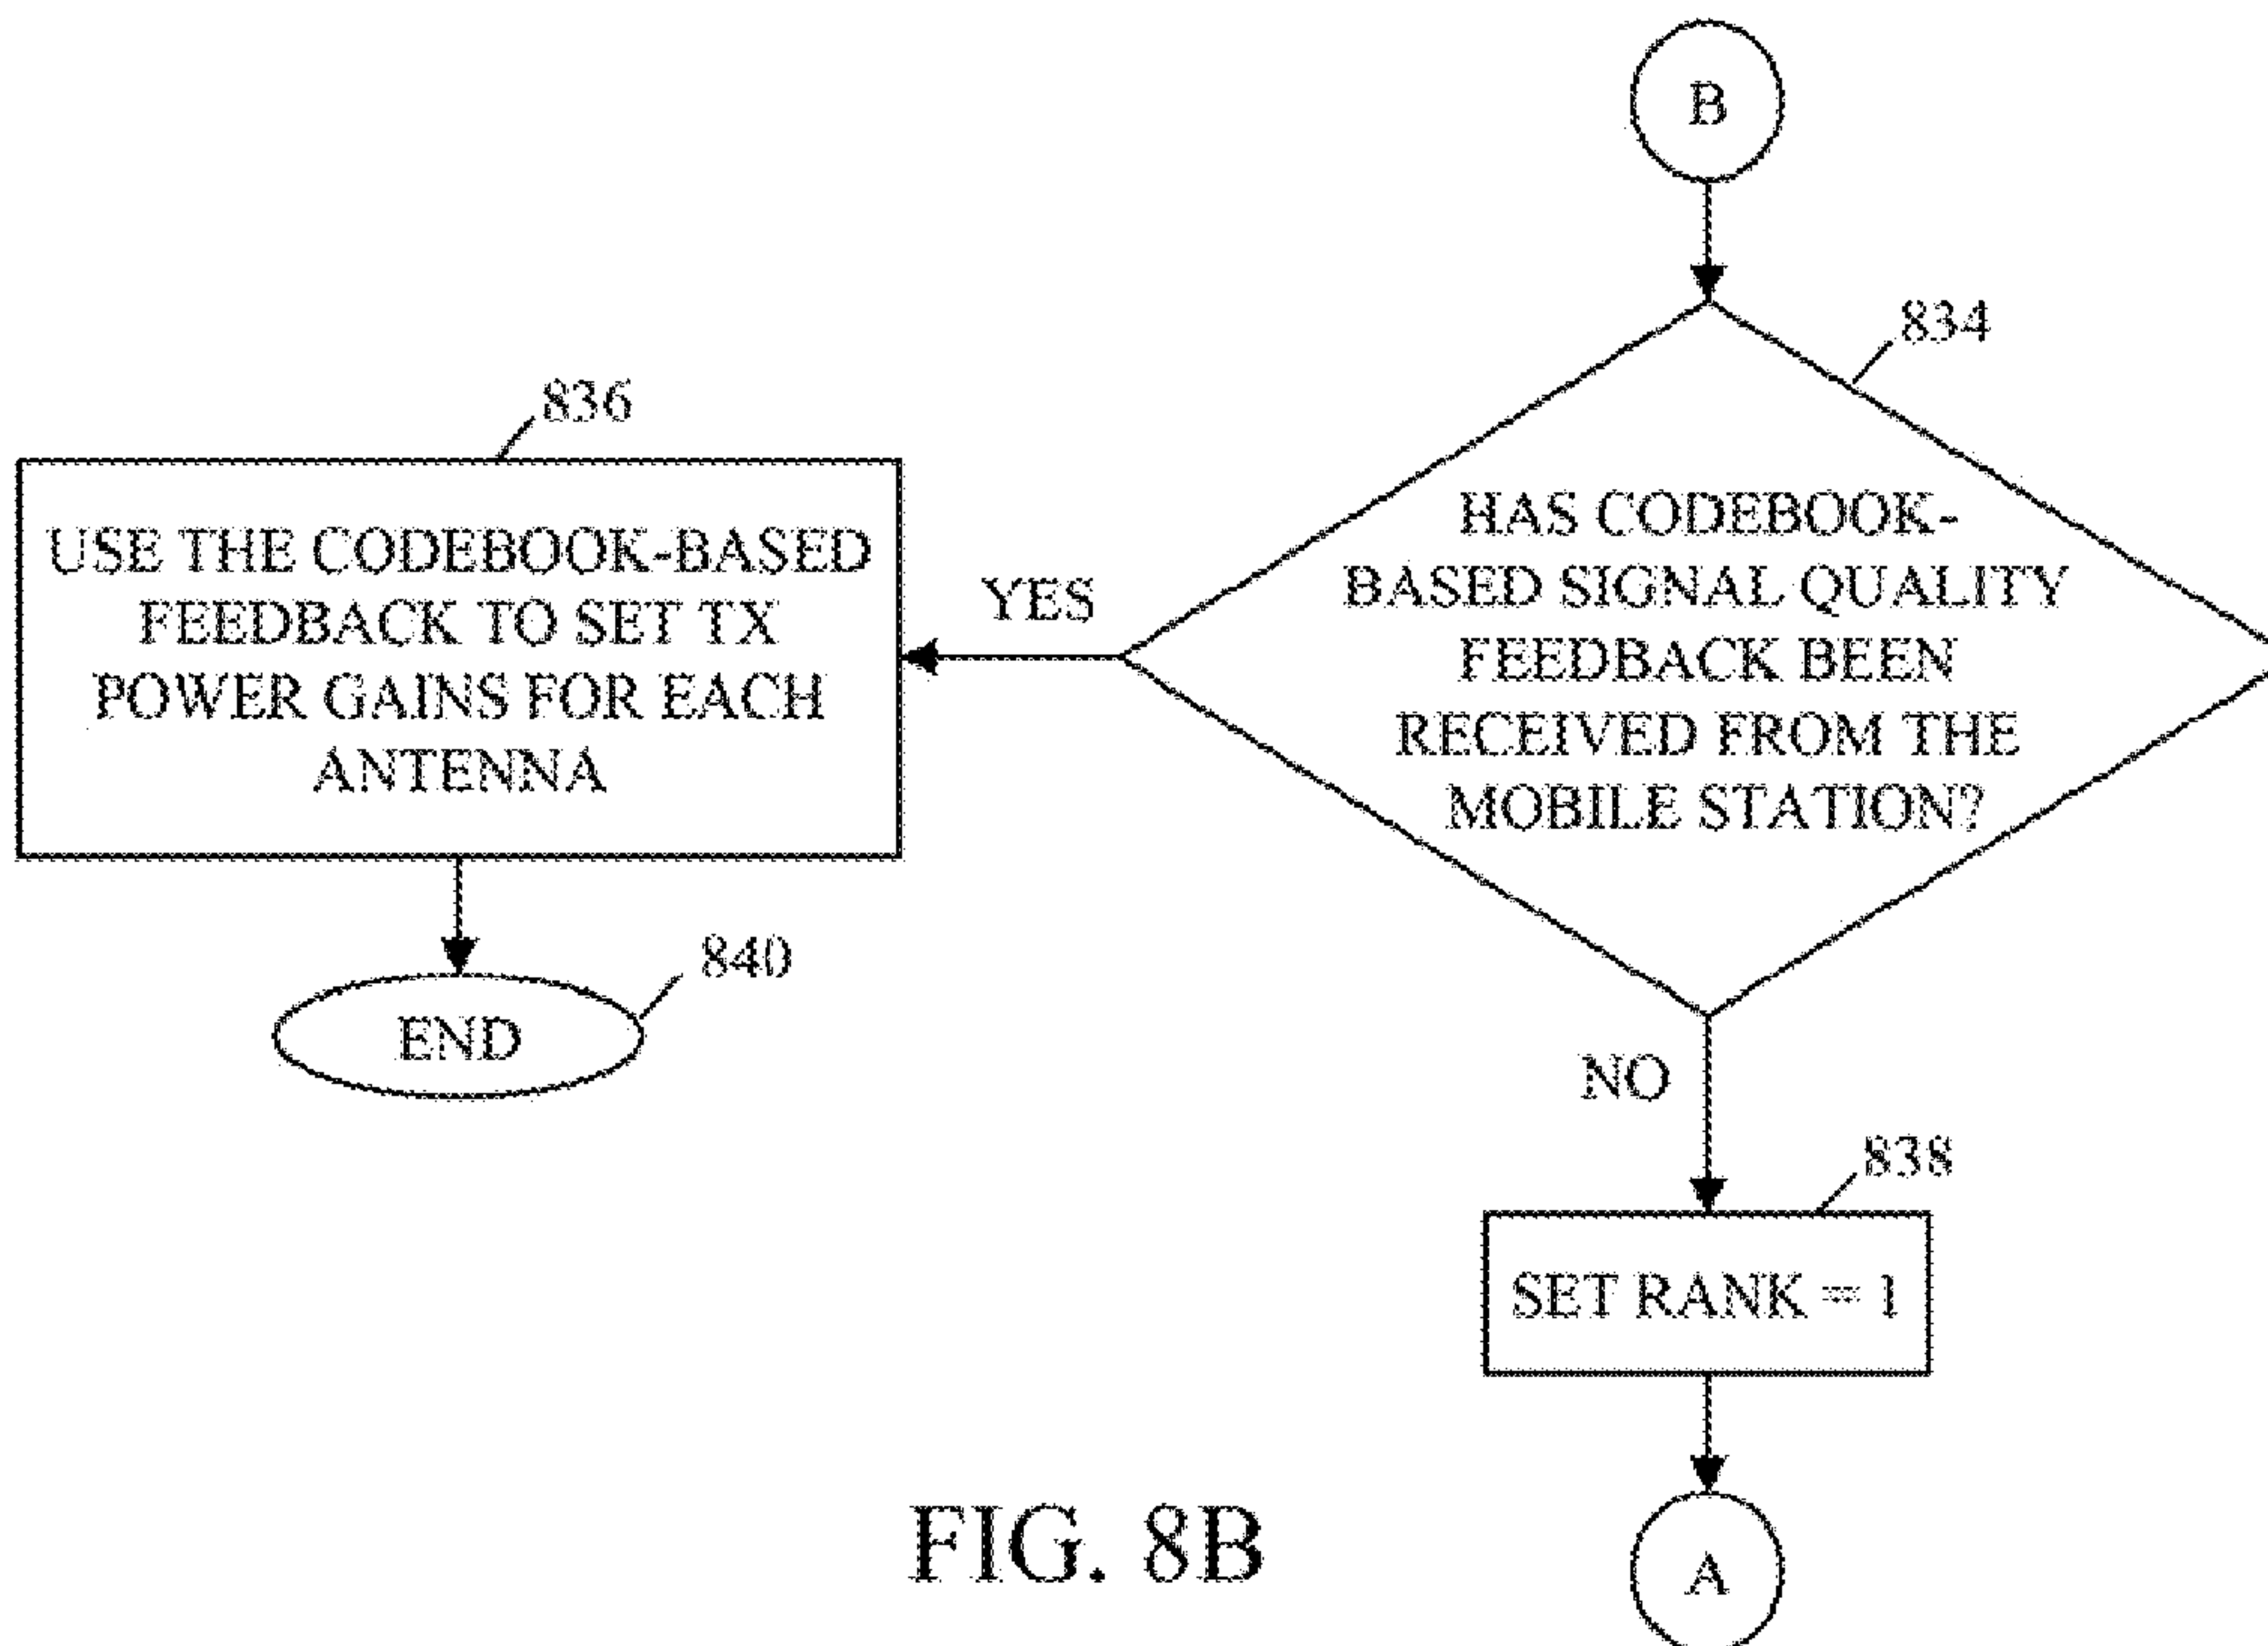 B
834
HAS CODEBOOK-
BASED SIGNAL QUALITY
FEEDBACK BEEN
RECEIVED FROM THE
MOBILE STATION?
YES
836
USE THE CODEBOOK-BASED
FEEDBACK TO SET TX
POWER GAINS FOR EACH
ANTENNA
840
END
NO
838
SET RANK = 1
A
FIG. 8B